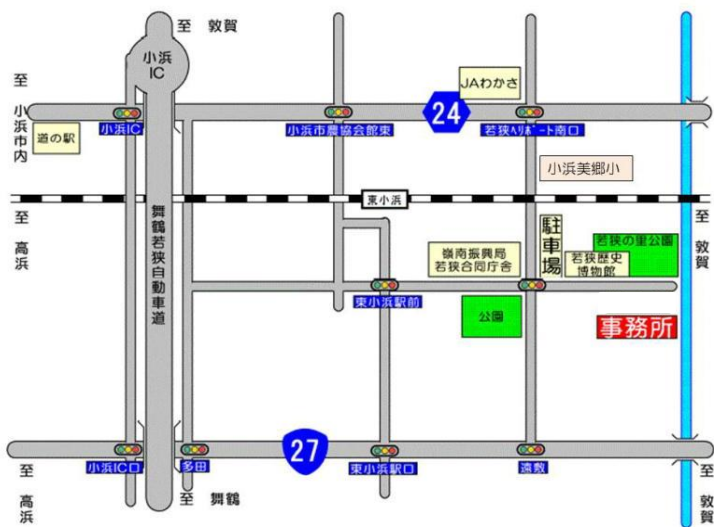 至 敦賀
小浜
IC
JAわかさ
至 小浜市内
道の駅
小浜IC
小浜市農協会館東
24
若狭ヘリポート南口
小浜美郷小
東小浜
至 高浜
舞鶴若狭自動車道
嶺南振興局
若狭合同庁舎
駐車場
若狭の里公園
若狭歴史
博物館
至 敦賀
東小浜駅前
公園
事務所
27
小浜IC口
多田
東小浜駅口
遠敷
至 高浜
至 舞鶴
至 敦賀